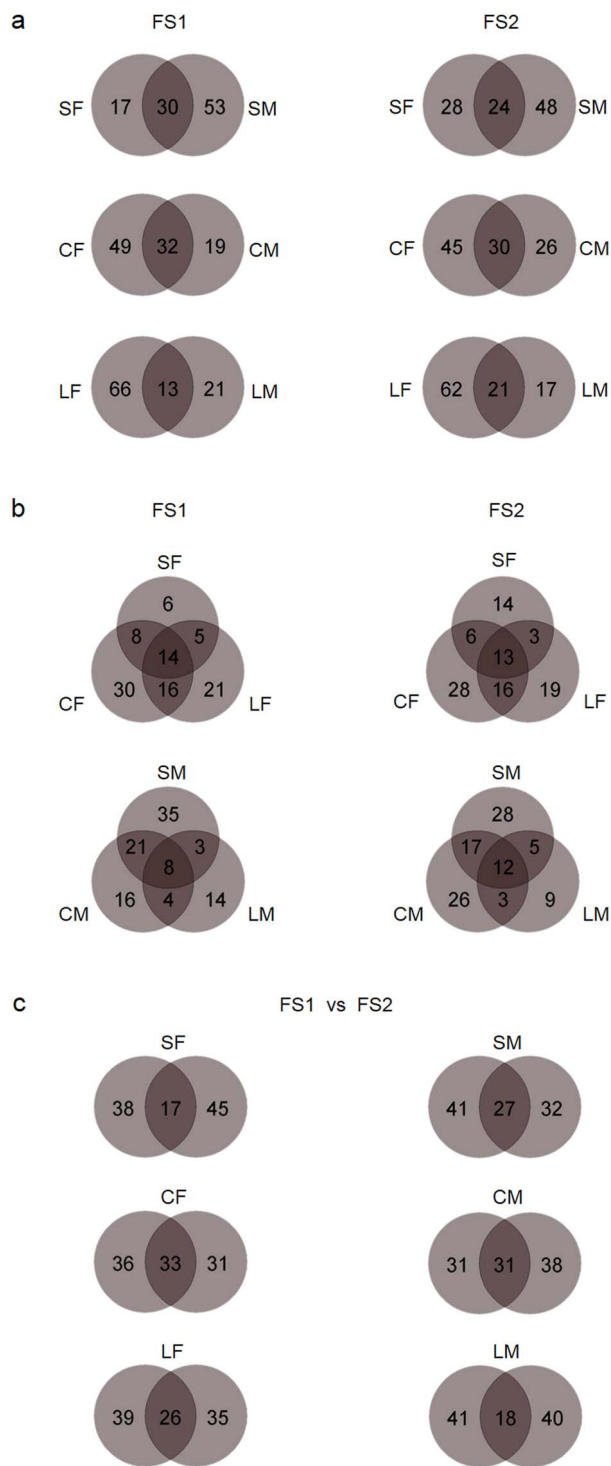 a
FS1 FS2
SF 17 30 53 SM SF 28 24 48 SM
CF 49 32 19 CM CF 45 30 26 CM
LF 66 13 21 LM LF 62 21 17 LM
b
FS1 FS2
SF SF
6 14
8 5 6 3
14 13
30 16 21 28 16 19
CF LF CF LF
SM SM
35 28
21 3 17 5
8 12
16 4 14 26 3 9
CM LM CM LM
c FS1 vs FS2
SF SM
38 17 45 41 27 32
CF CM
36 33 31 31 31 38
LF LM
39 26 35 41 18 40